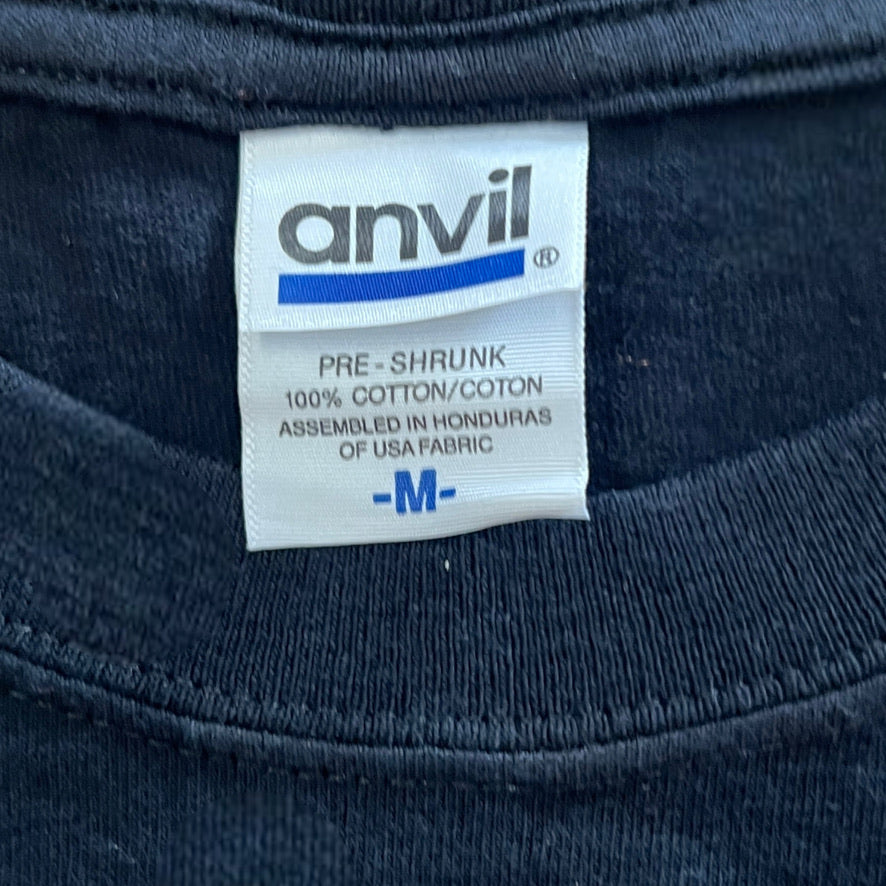 anvil®
PRE-SHRUNK
100% COTTON/COTON
ASSEMBLED IN HONDURAS
OF USA FABRIC
-M-